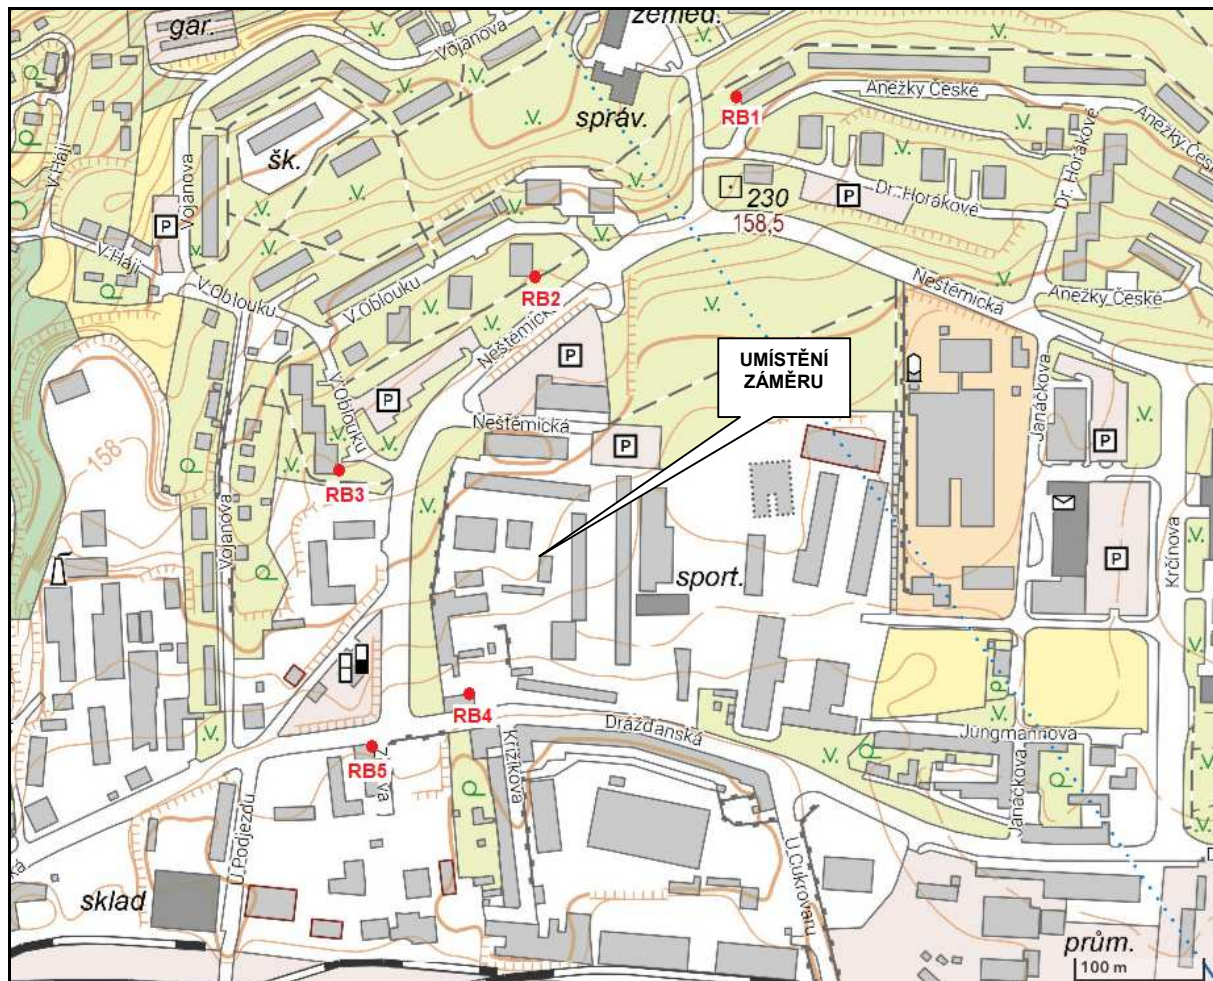 gar.
Vojanova
zeměd.
správ.
RB1
Anežky České
Anežky Česk
V.Háji
Vojanova
šk.
Dr. Horákové
Dr. Horákové
P
P
230
158,5
V.Háji
V.Oblouku
V.Oblouku
RB2
Neštěmická
Neštěmická
Anežky České
UMÍSTĚNÍ
ZÁMĚRU
P
P
V.Oblouku
Neštěmická
P
Janáčkova
P
158
RB3
Vojanova
sport.
P
Krčínova
RB4
Drážďanská
Jungmannova
RB5
Křižíkova
Janáčkova
U Podjezdu
U Cukrovaru
sklad
prům.
100 m